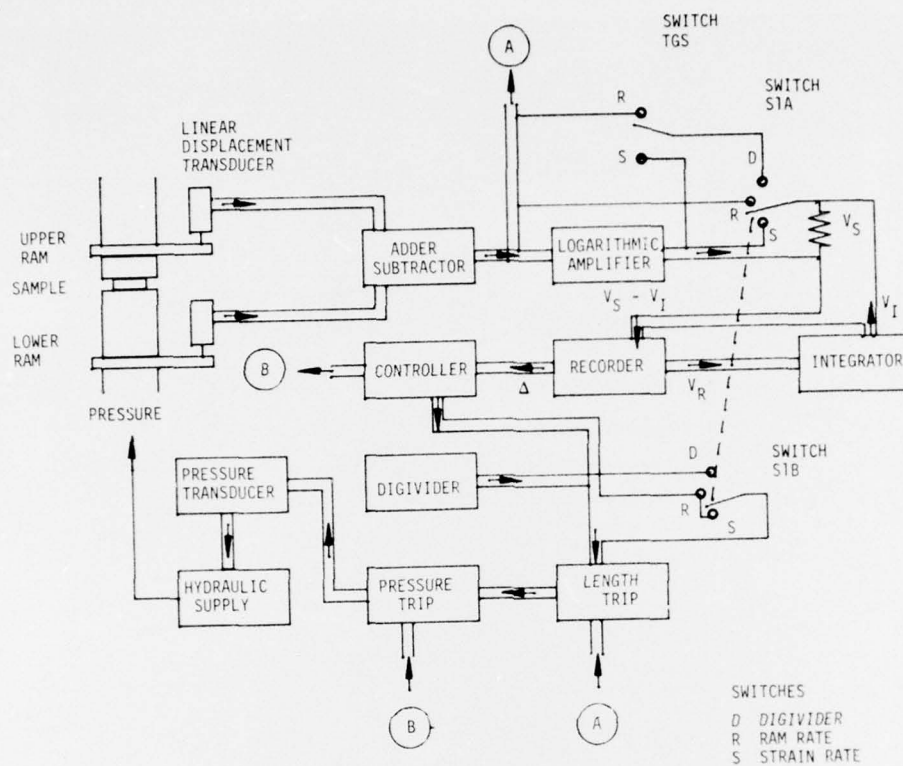 SWITCH
TGS
A
SWITCH
S1A
R
LINEAR
DISPLACEMENT
TRANSDUCER
D
S
R
S
V_S
UPPER
RAM
ADDER
SUBTRACTOR
LOGARITHMIC
AMPLIFIER
SAMPLE
V_S - V_I
V_I
LOWER
RAM
B
CONTROLLER
Δ
RECORDER
V_R
INTEGRATOR
PRESSURE
D
SWITCH
S1B
PRESSURE
TRANSDUCER
DIGIVIDER
R
S
HYDRAULIC
SUPPLY
PRESSURE
TRIP
LENGTH
TRIP
B
A
SWITCHES
D DIGIVIDER
R RAM RATE
S STRAIN RATE